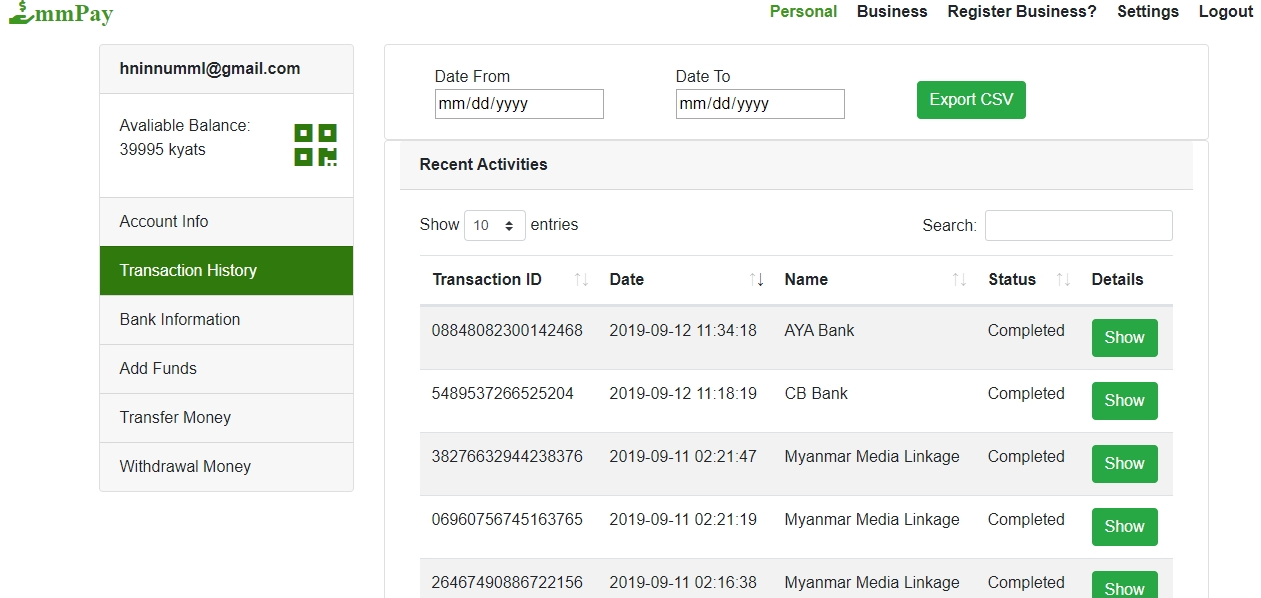 mmPay
Personal Business Register Business? Settings Logout
hninnumml@gmail.com
Avaliable Balance:
39995 kyats
Account Info
Transaction History
Bank Information
Add Funds
Transfer Money
Withdrawal Money
Date From Date To
mm/dd/yyyy mm/dd/yyyy Export CSV
Recent Activities
Show 10 entries Search:
Transaction ID Date Name Status Details
08848082300142468 2019-09-12 11:34:18 AYA Bank Completed Show
5489537266525204 2019-09-12 11:18:19 CB Bank Completed Show
38276632944238376 2019-09-11 02:21:47 Myanmar Media Linkage Completed Show
06960756745163765 2019-09-11 02:21:19 Myanmar Media Linkage Completed Show
26467490886722156 2019-09-11 02:16:38 Myanmar Media Linkage Completed Show